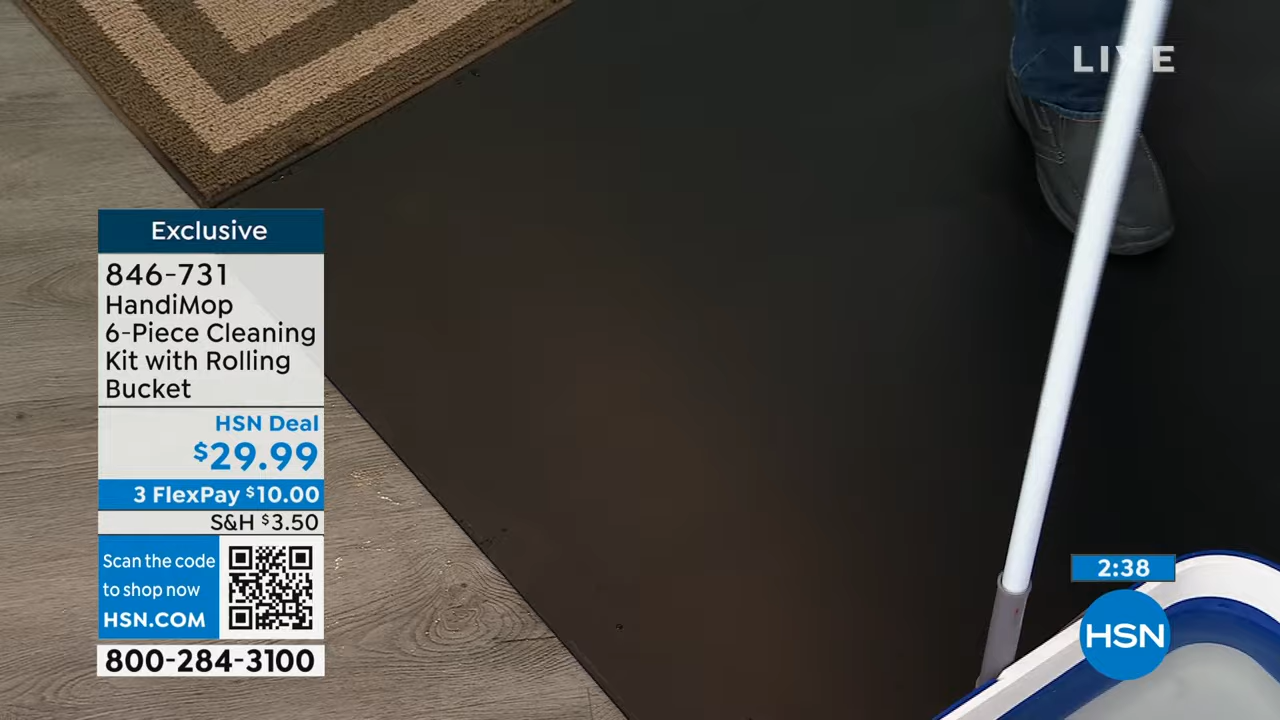 LIVE
Exclusive
846-731
HandiMop
6-Piece Cleaning
Kit with Rolling
Bucket
HSN Deal
$29.99
3 FlexPay $10.00
S&H $3.50
Scan the code
to shop now
HSN.COM
800-284-3100
2:38
HSN